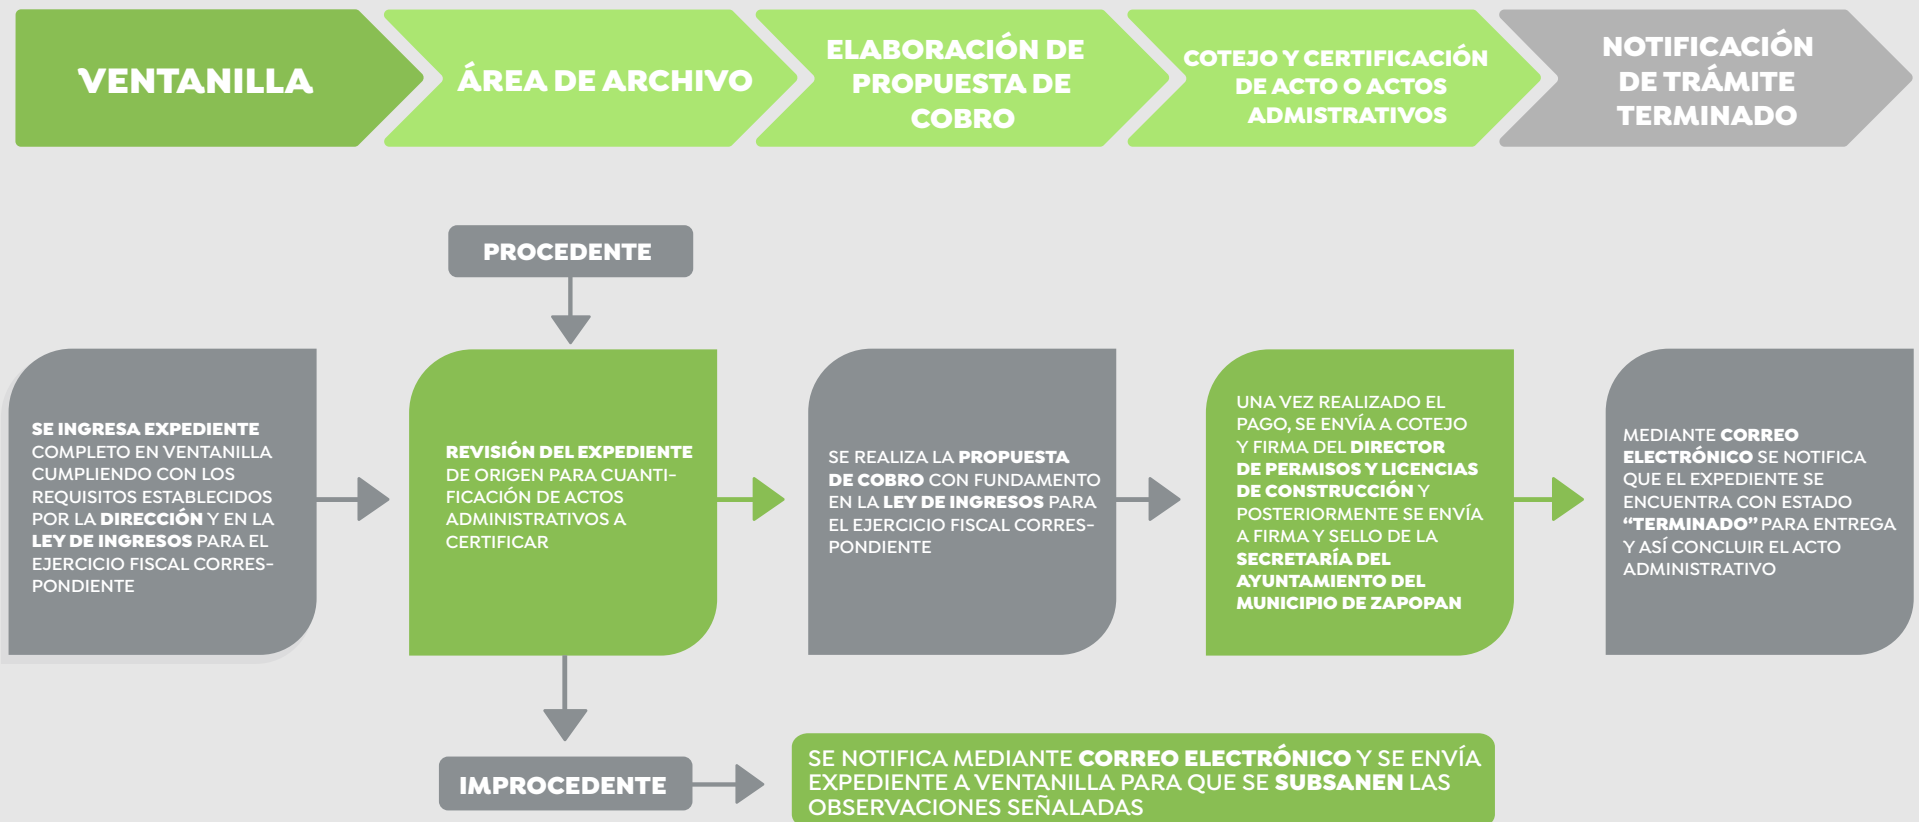 VENTANILLA
ÁREA DE ARCHIVO
ELABORACIÓN DE
PROPUESTA DE
COBRO
COTEJO Y CERTIFICACIÓN
DE ACTO O ACTOS
ADMISTRATIVOS
NOTIFICACIÓN
DE TRÁMITE
TERMINADO
PROCEDENTE
SE INGRESA EXPEDIENTE
COMPLETO EN VENTANILLA
CUMPLIENDO CON LOS
REQUISITOS ESTABLECIDOS
POR LA DIRECCIÓN Y EN LA
LEY DE INGRESOS PARA EL
EJERCICIO FISCAL CORRES-
PONDIENTE
REVISIÓN DEL EXPEDIENTE
DE ORIGEN PARA CUANTI-
FICACIÓN DE ACTOS
ADMINISTRATIVOS A
CERTIFICAR
SE REALIZA LA PROPUESTA
DE COBRO CON FUNDAMENTO
EN LA LEY DE INGRESOS PARA
EL EJERCICIO FISCAL CORRES-
PONDIENTE
UNA VEZ REALIZADO EL
PAGO, SE ENVÍA A COTEJO
Y FIRMA DEL DIRECTOR
DE PERMISOS Y LICENCIAS
DE CONSTRUCCIÓN Y
POSTERIORMENTE SE ENVÍA
A FIRMA Y SELLO DE LA
SECRETARÍA DEL
AYUNTAMIENTO DEL
MUNICIPIO DE ZAPOPAN
MEDIANTE CORREO
ELECTRÓNICO SE NOTIFICA
QUE EL EXPEDIENTE SE
ENCUENTRA CON ESTADO
“TERMINADO” PARA ENTREGA
Y ASÍ CONCLUIR EL ACTO
ADMINISTRATIVO
IMPROCEDENTE
SE NOTIFICA MEDIANTE CORREO ELECTRÓNICO Y SE ENVÍA
EXPEDIENTE A VENTANILLA PARA QUE SE SUBSANEN LAS
OBSERVACIONES SEÑALADAS